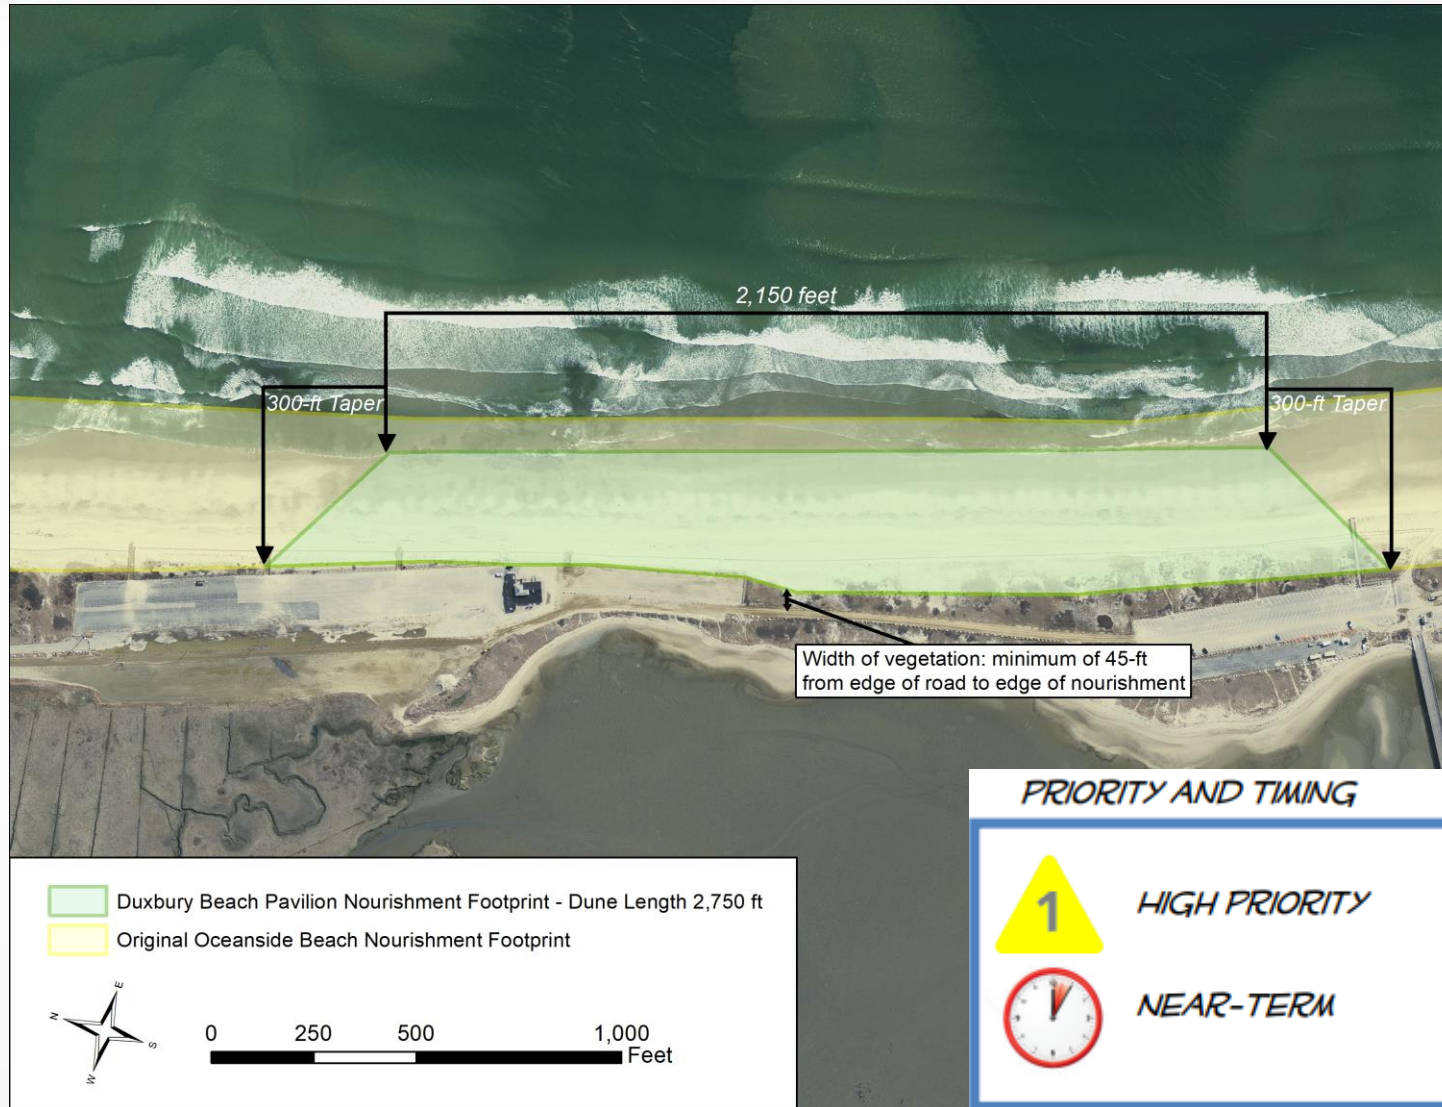 2,150 feet
300-ft Taper
300-ft Taper
Width of vegetation: minimum of 45-ft
from edge of road to edge of nourishment
PRIORITY AND TIMING
1
HIGH PRIORITY
NEAR-TERM
Duxbury Beach Pavilion Nourishment Footprint - Dune Length 2,750 ft
Original Oceanside Beach Nourishment Footprint
N
E
S
W
0 250 500 1,000
Feet